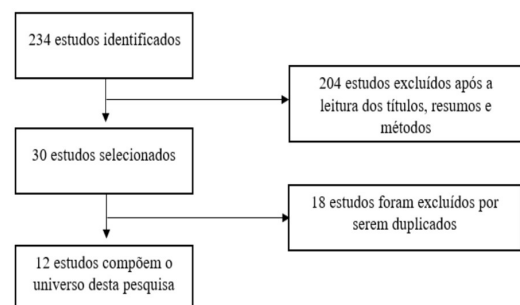 234 estudos identificados
204 estudos excluídos após a
leitura dos títulos, resumos e
métodos
30 estudos selecionados
18 estudos foram excluídos por
serem duplicados
12 estudos compõem o
universo desta pesquisa